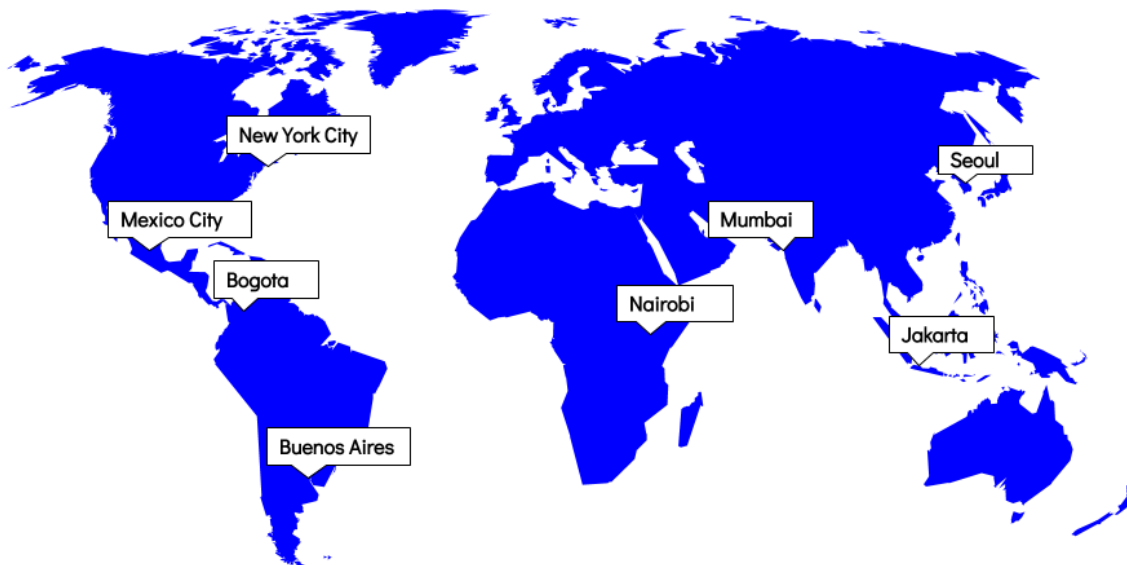 New York City
Seoul
Mexico City
Mumbai
Bogota
Nairobi
Jakarta
Buenos Aires